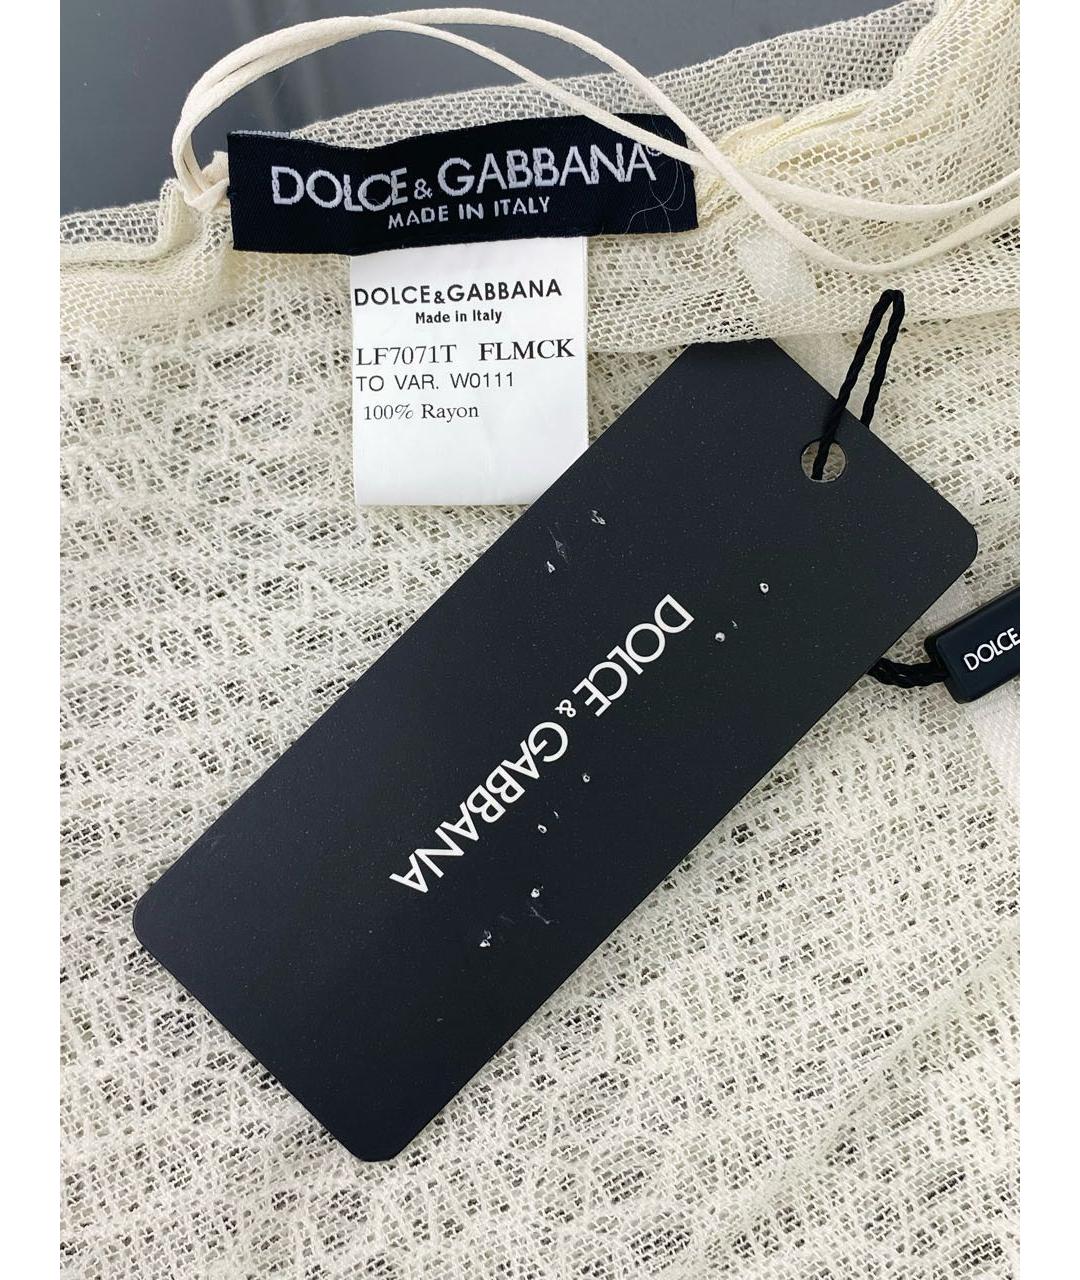 DOLCE & GABBANA®
MADE IN ITALY
DOLCE&GABBANA
Made in Italy
LF7071T FLMCK
TO VAR. W0111
100% Rayon
DOLCE & GABBANA
DOLCE